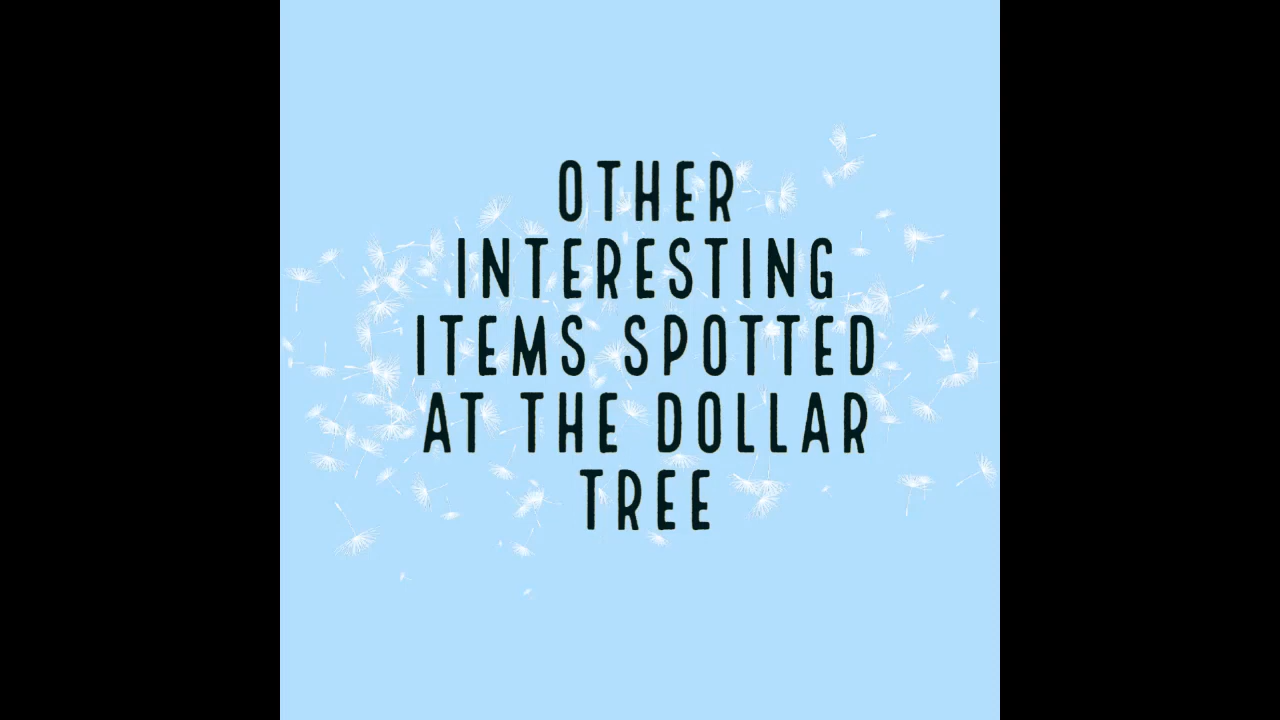 OTHER
INTERESTING
ITEMS SPOTTED
AT THE DOLLAR
TREE